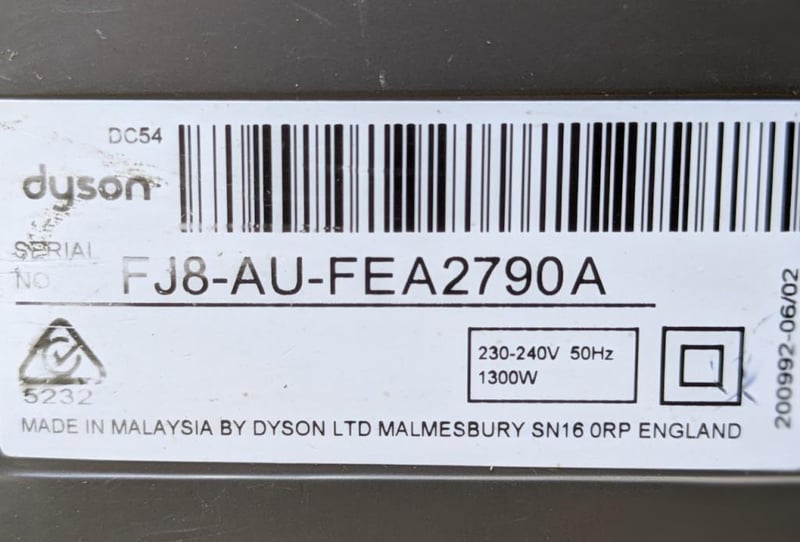 DC54
dyson
SERIAL
NO. FJ8-AU-FEA2790A
230-240V 50Hz
1300W
5232
MADE IN MALAYSIA BY DYSON LTD MALMESBURY SN16 0RP ENGLAND
200992-06/02